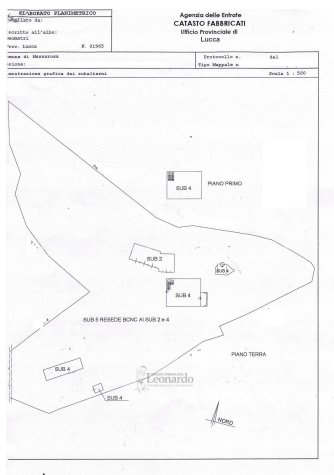 ELABORATO PLANIMETRICO
Compilato da:
Iscritto all'albo:
Geometri
Prov. Lucca N. 01965
Agenzia delle Entrate
CATASTO FABBRICATI
Ufficio Provinciale di
Lucca
Comune di Massarosa
Sezione:
Protocollo n. del
Tipo Mappale n
Dimostrazione grafica dei subalterni
Scala 1 : 500
SUB 4
PIANO PRIMO
SUB 2
SUB 4
SUB 4
SUB 5 RESEDE BCNC AI SUB 2 e 4
PIANO TERRA
SUB 4
Leonardo
SUB 4
NORD